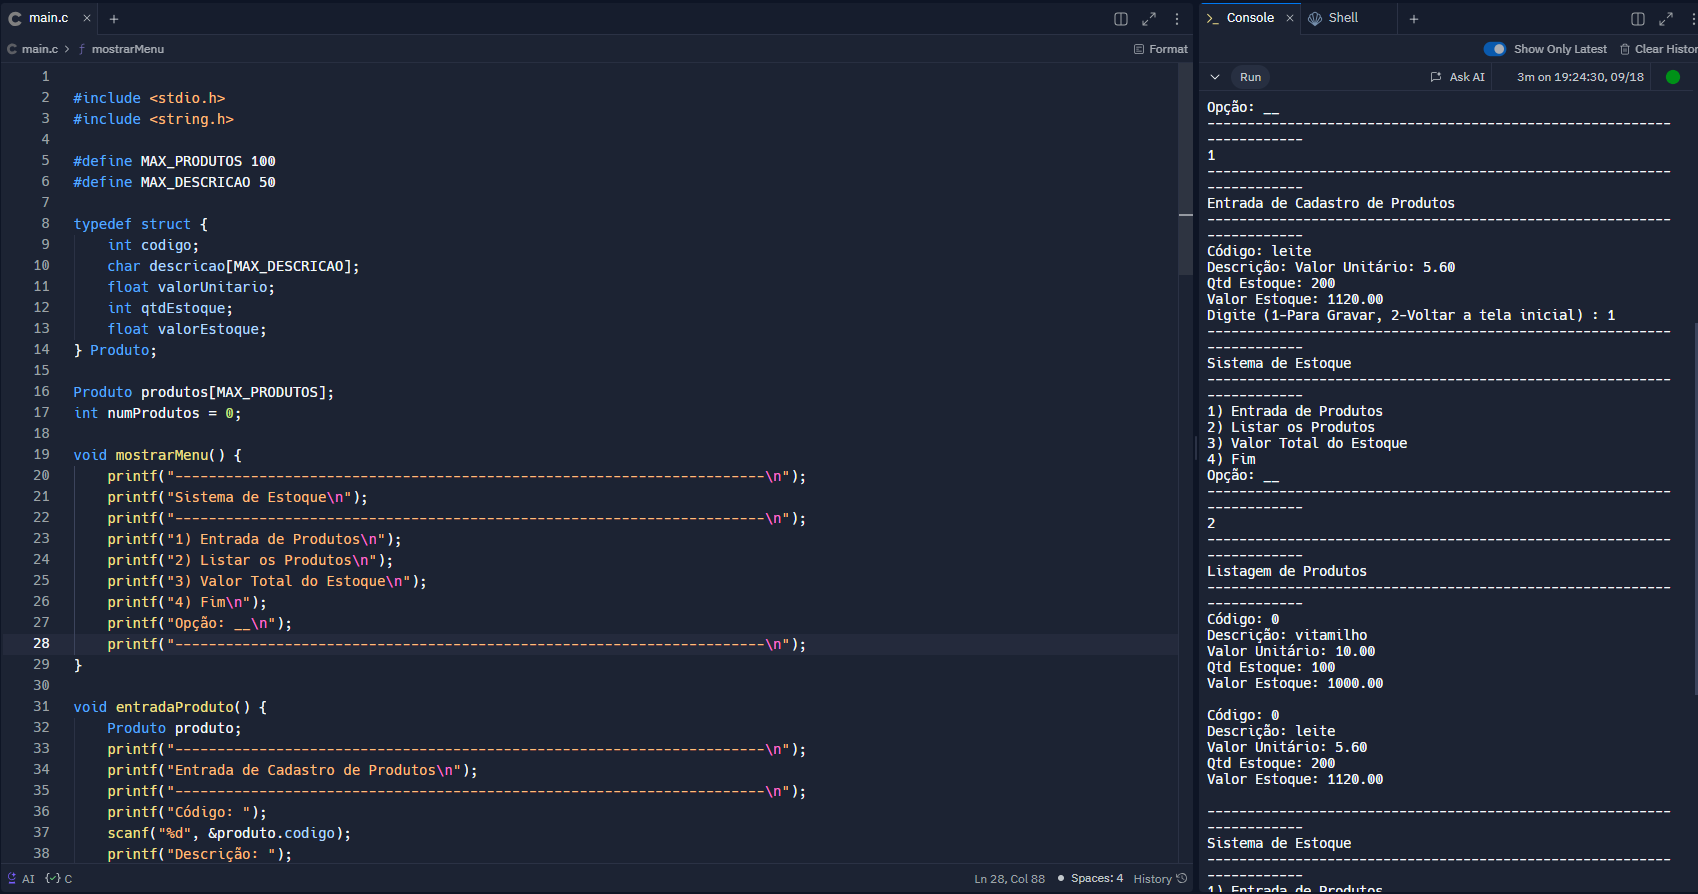 main.c × +
main.c > ƒ mostrarMenu
Format
1
2 #include <stdio.h>
3 #include <string.h>
4
5 #define MAX_PRODUTOS 100
6 #define MAX_DESCRICAO 50
7
8 typedef struct {
9 int codigo;
10 char descricao[MAX_DESCRICAO];
11 float valorUnitario;
12 int qtdEstoque;
13 float valorEstoque;
14 } Produto;
15
16 Produto produtos[MAX_PRODUTOS];
17 int numProdutos = 0;
18
19 void mostrarMenu() {
20 printf("----------------------------------------------------------------------\n");
21 printf("Sistema de Estoque\n");
22 printf("----------------------------------------------------------------------\n");
23 printf("1) Entrada de Produtos\n");
24 printf("2) Listar os Produtos\n");
25 printf("3) Valor Total do Estoque\n");
26 printf("4) Fim\n");
27 printf("Opção: __\n");
28 printf("----------------------------------------------------------------------\n");
29 }
30
31 void entradaProduto() {
32 Produto produto;
33 printf("----------------------------------------------------------------------\n");
34 printf("Entrada de Cadastro de Produtos\n");
35 printf("----------------------------------------------------------------------\n");
36 printf("Código: ");
37 scanf("%d", &produto.codigo);
38 printf("Descrição: ");
AI {✓} C
Ln 28, Col 88 • Spaces: 4 History
Console × Shell +
Show Only Latest Clear Histor
Run Ask AI 3m on 19:24:30, 09/18
Opção: __
----------------------------------------------------------
------------
1
----------------------------------------------------------
------------
Entrada de Cadastro de Produtos
----------------------------------------------------------
------------
Código: leite
Descrição: Valor Unitário: 5.60
Qtd Estoque: 200
Valor Estoque: 1120.00
Digite (1-Para Gravar, 2-Voltar a tela inicial) : 1
----------------------------------------------------------
------------
Sistema de Estoque
----------------------------------------------------------
------------
1) Entrada de Produtos
2) Listar os Produtos
3) Valor Total do Estoque
4) Fim
Opção: __
----------------------------------------------------------
------------
2
----------------------------------------------------------
------------
Listagem de Produtos
----------------------------------------------------------
------------
Código: 0
Descrição: vitamilho
Valor Unitário: 10.00
Qtd Estoque: 100
Valor Estoque: 1000.00
Código: 0
Descrição: leite
Valor Unitário: 5.60
Qtd Estoque: 200
Valor Estoque: 1120.00
----------------------------------------------------------
------------
Sistema de Estoque
----------------------------------------------------------
------------
1) Entrada de Produtos